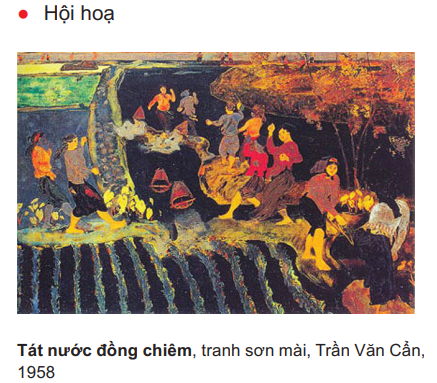 ● Hội hoạ
Tát nước đồng chiêm, tranh sơn mài, Trần Văn Cẩn,
1958